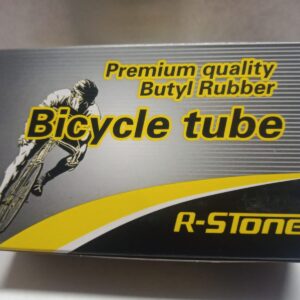 Premium quality
Butyl Rubber
Bicycle tube
R-STone